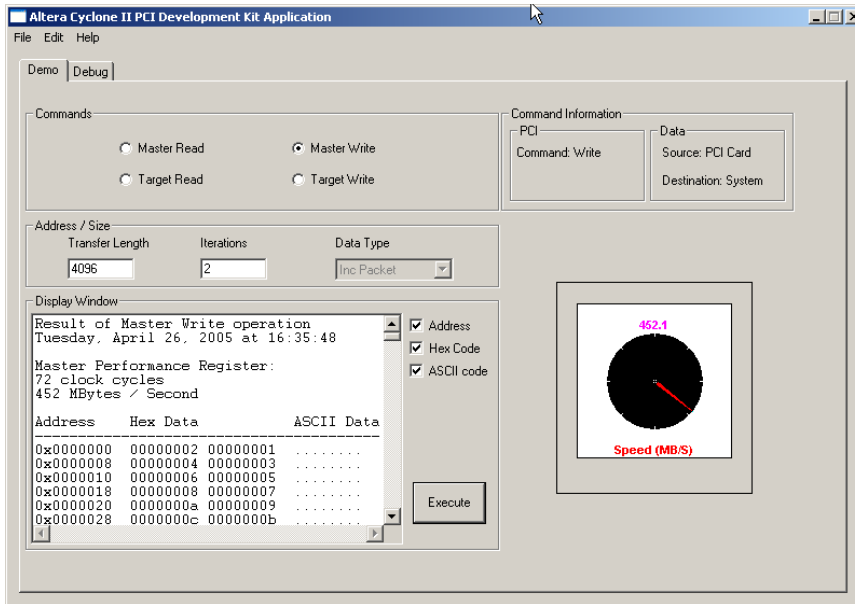 Altera Cyclone II PCI Development Kit Application
File Edit Help
Demo Debug
Commands
Master Read Master Write
Target Read Target Write
Command Information
PCI
Command: Write
Data
Source: PCI Card
Destination: System
Address / Size
Transfer Length Iterations Data Type
4096 2 Inc Packet
Display Window
Result of Master Write operation
Tuesday, April 26, 2005 at 16:35:48
Master Performance Register:
72 clock cycles
452 MBytes / Second
Address Hex Data ASCII Data
-----------------------------------------
0x0000000 00000002 00000001 ........
0x0000008 00000004 00000003 ........
0x0000010 00000006 00000005 ........
0x0000018 00000008 00000007 ........
0x0000020 0000000a 00000009 ........
0x0000028 0000000c 0000000b ........
Address
Hex Code
ASCII code
Execute
452.1
Speed (MB/S)